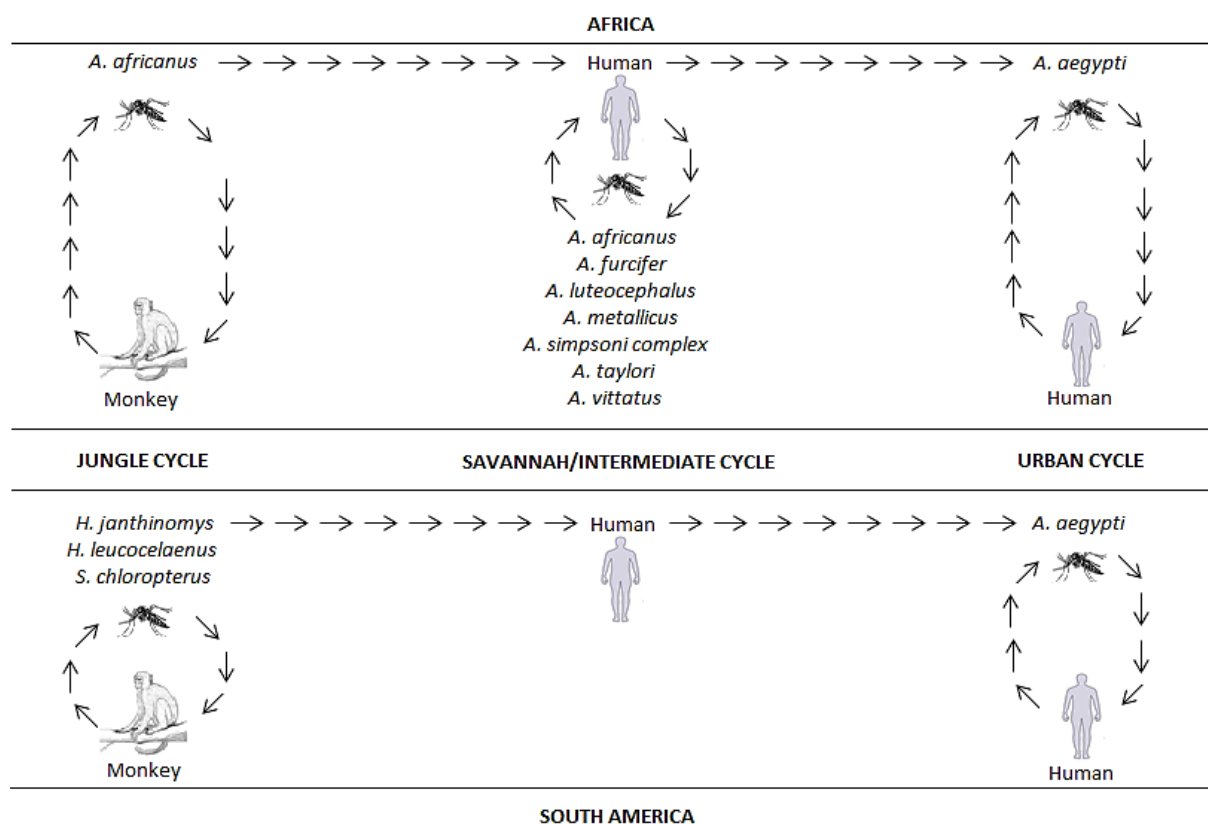 AFRICA
A. africanus Human A. aegypti
A. africanus
A. furcifer
A. luteocephalus
A. metallicus
A. simpsoni complex
A. taylori
A. vittatus
Monkey Human
JUNGLE CYCLE SAVANNAH/INTERMEDIATE CYCLE URBAN CYCLE
H. janthinomys Human A. aegypti
H. leucocelaenus
S. chloropterus
Monkey Human
SOUTH AMERICA